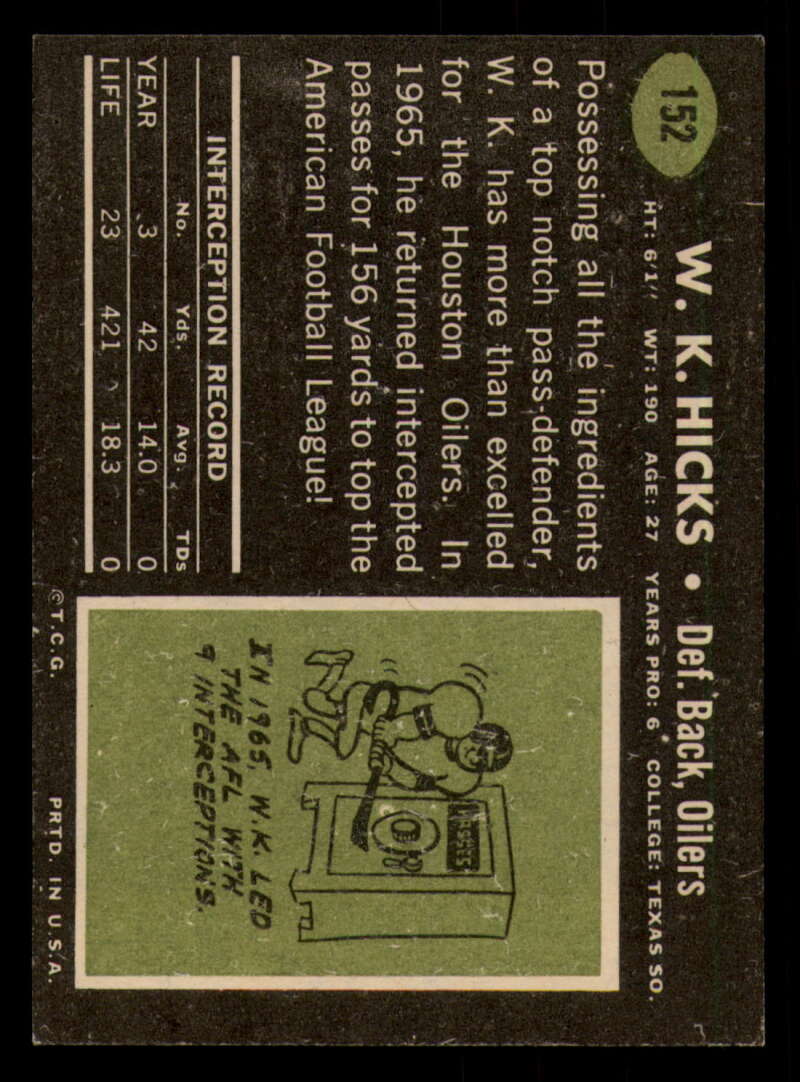 152
W. K. HICKS • Def. Back, Oilers
HT: 6'1" WT: 190 AGE: 27 YEARS PRO: 6 COLLEGE: TEXAS SO.
Possessing all the ingredients
of a top notch pass-defender,
W. K. has more than excelled
for the Houston Oilers. In
1965, he returned intercepted
passes for 156 yards to top the
American Football League!
INTERCEPTION RECORD
No. Yds. Avg. TDs
YEAR 3 42 14.0 0
LIFE 23 421 18.3 0
IN 1965, W.K. LED
THE AFL WITH
9 INTERCEPTIONS.
©T.C.G. PRTD. IN U.S.A.